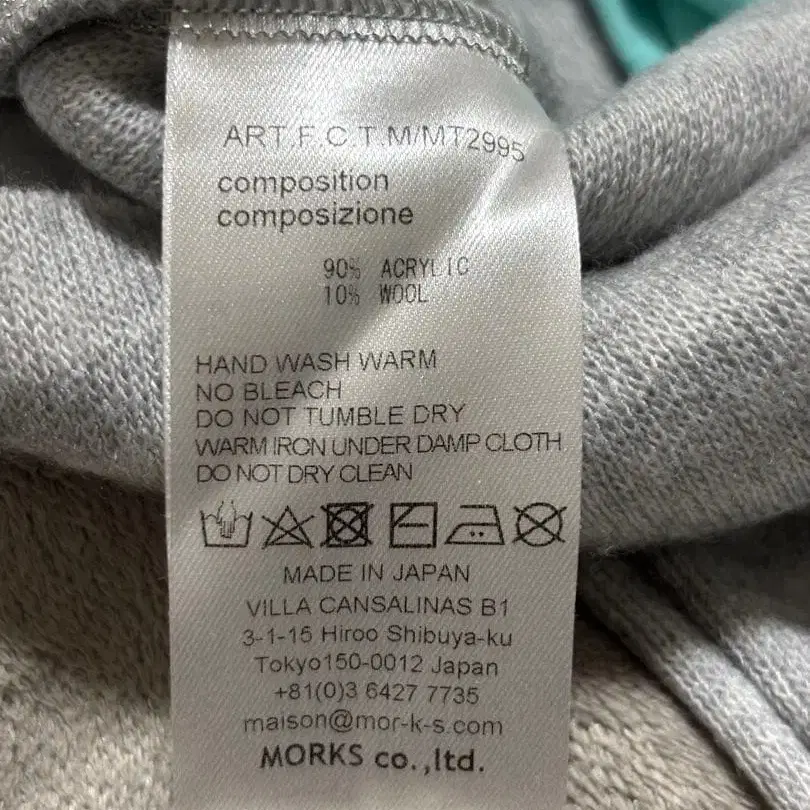 ART.F.C.T.M/MT2995
composition
composizione
90% ACRYLIC
10% WOOL
HAND WASH WARM
NO BLEACH
DO NOT TUMBLE DRY
WARM IRON UNDER DAMP CLOTH
DO NOT DRY CLEAN
MADE IN JAPAN
VILLA CANSALINAS B1
3-1-15 Hiroo Shibuya-ku
Tokyo150-0012 Japan
+81(0)3 6427 7735
maison@mor-k-s.com
MORKS co.,ltd.